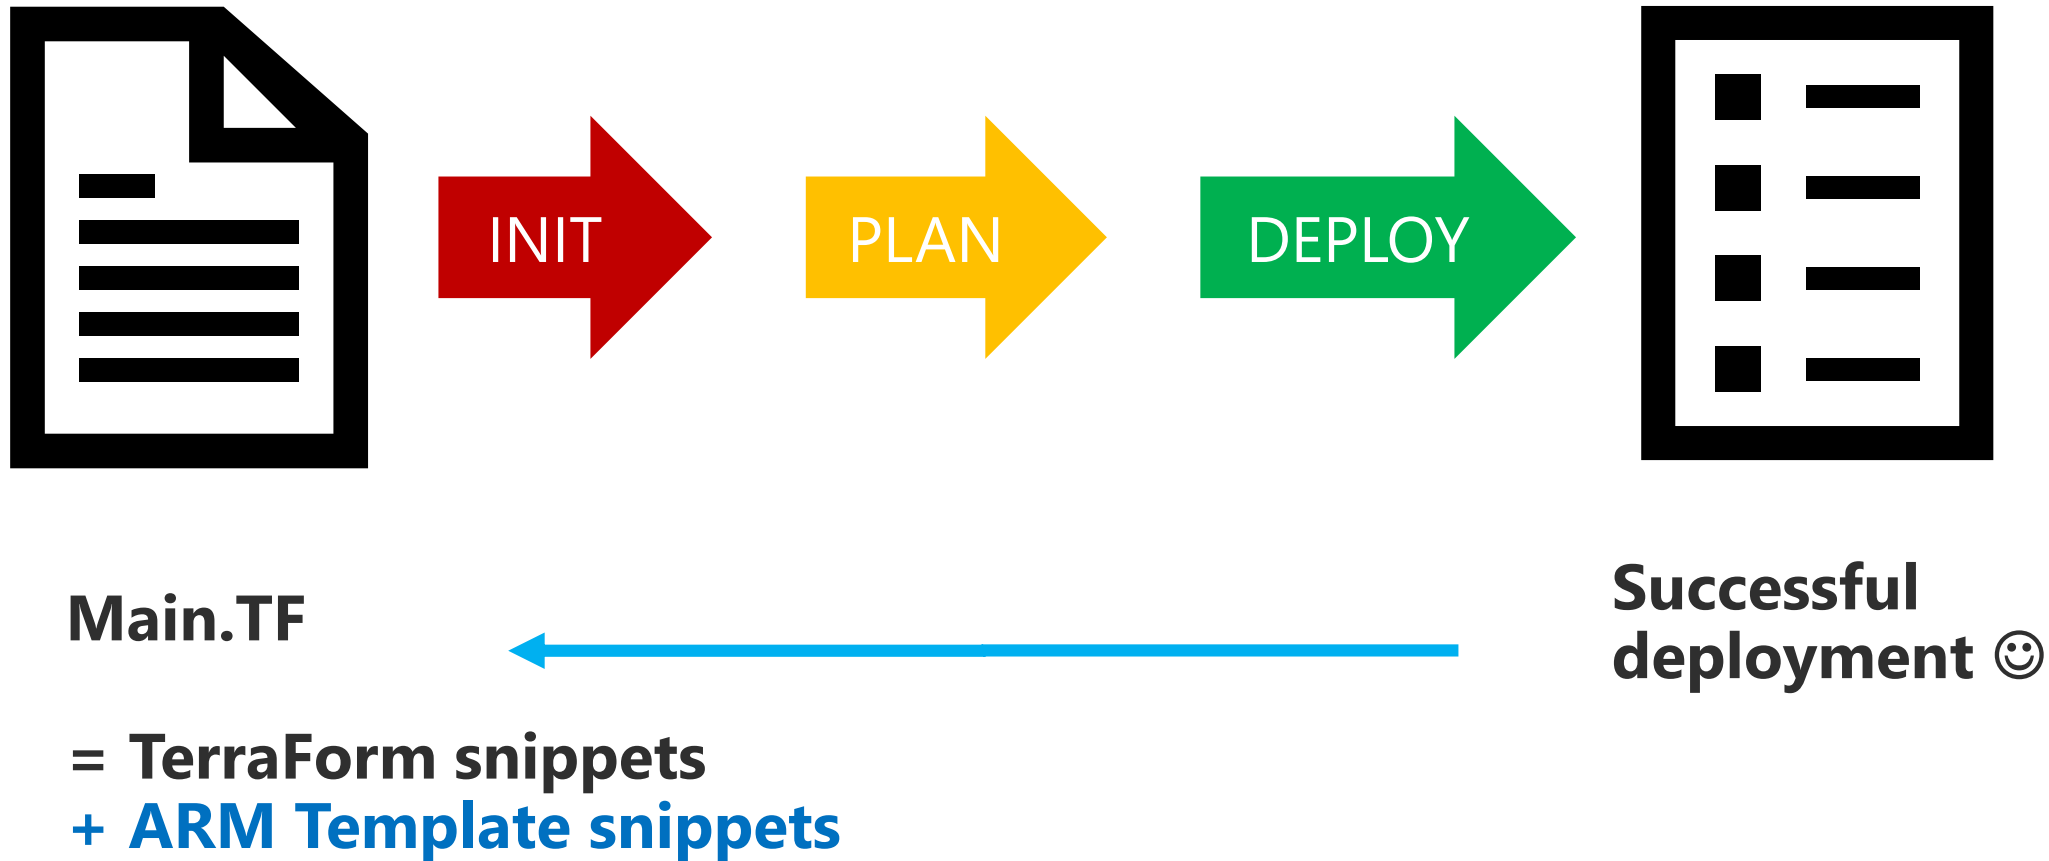 INIT
PLAN
DEPLOY
Main.TF
Successful
deployment ☺
= TerraForm snippets
+ ARM Template snippets